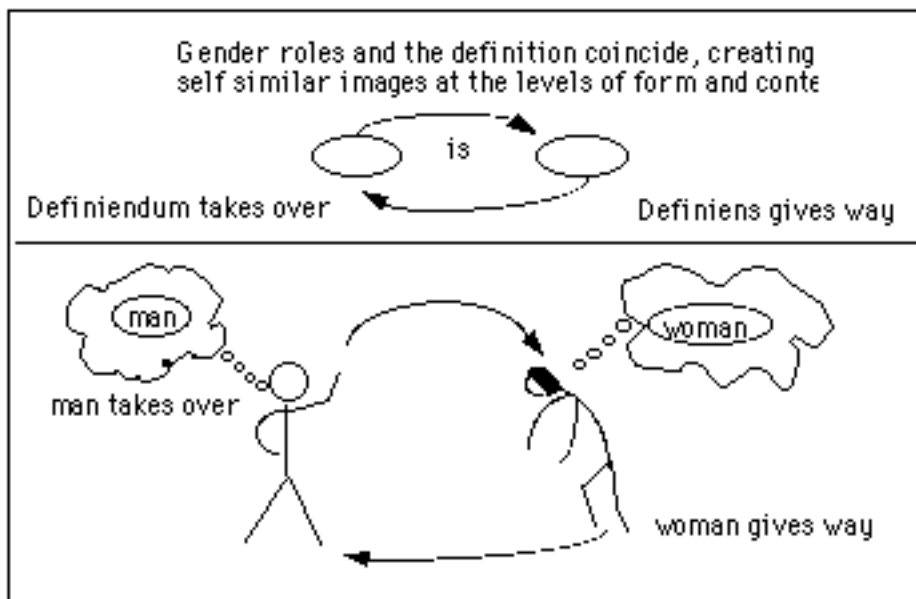 Gender roles and the definition coincide, creating
self similar images at the levels of form and conte
is
Definiendum takes over
Definiens gives way
man
woman
man takes over
woman gives way